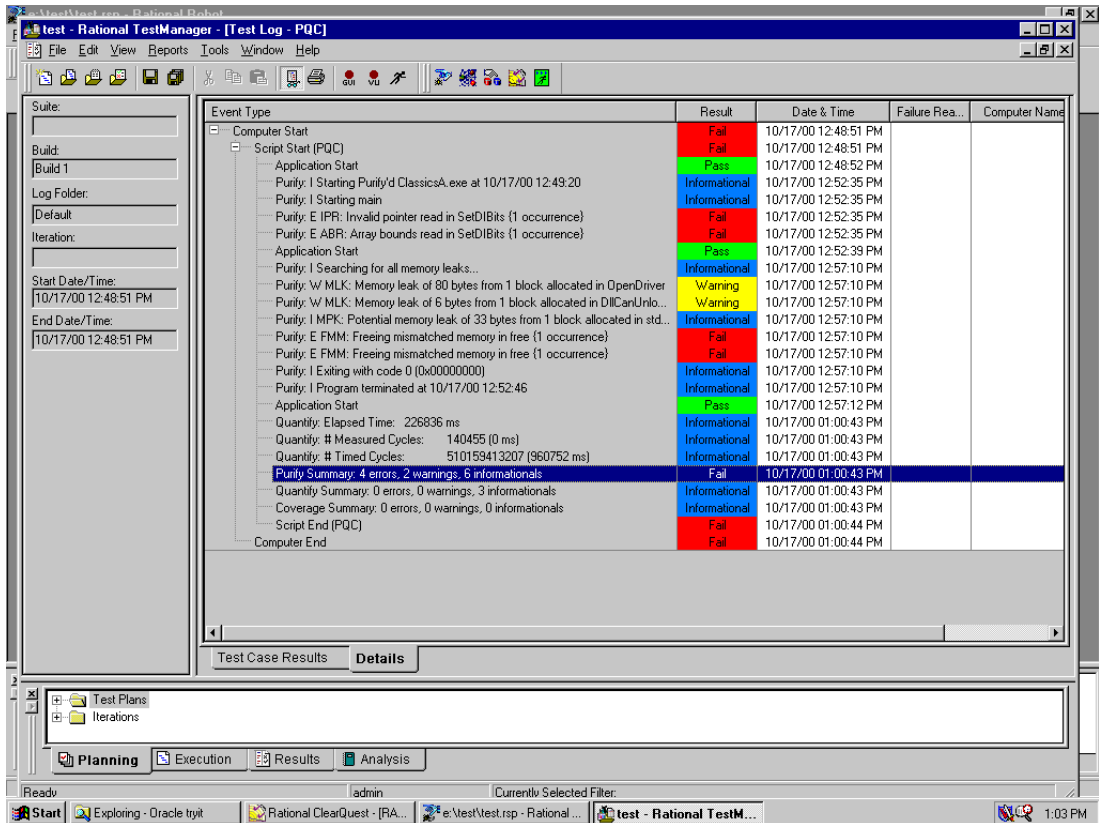 e:\test\test.rsp - Rational Robot
test - Rational TestManager - [Test Log - PQC]
File Edit View Reports Tools Window Help
GUI VU
Suite:
Build:
Build 1
Log Folder:
Default
Iteration:
Start Date/Time:
10/17/00 12:48:51 PM
End Date/Time:
10/17/00 12:48:51 PM
Event Type Result Date & Time Failure Rea... Computer Name
Computer Start Fail 10/17/00 12:48:51 PM
Script Start (PQC) Fail 10/17/00 12:48:51 PM
Application Start Pass 10/17/00 12:48:52 PM
Purify: I Starting Purify'd ClassicsA.exe at 10/17/00 12:49:20 Informational 10/17/00 12:52:35 PM
Purify: I Starting main Informational 10/17/00 12:52:35 PM
Purify: E IPR: Invalid pointer read in SetDIBits {1 occurrence} Fail 10/17/00 12:52:35 PM
Purify: E ABR: Array bounds read in SetDIBits {1 occurrence} Fail 10/17/00 12:52:35 PM
Application Start Pass 10/17/00 12:52:39 PM
Purify: I Searching for all memory leaks... Informational 10/17/00 12:57:10 PM
Purify: W MLK: Memory leak of 80 bytes from 1 block allocated in OpenDriver Warning 10/17/00 12:57:10 PM
Purify: W MLK: Memory leak of 6 bytes from 1 block allocated in DllCanUnlo... Warning 10/17/00 12:57:10 PM
Purify: I MPK: Potential memory leak of 33 bytes from 1 block allocated in std... Informational 10/17/00 12:57:10 PM
Purify: E FMM: Freeing mismatched memory in free {1 occurrence} Fail 10/17/00 12:57:10 PM
Purify: E FMM: Freeing mismatched memory in free {1 occurrence} Fail 10/17/00 12:57:10 PM
Purify: I Exiting with code 0 (0x00000000) Informational 10/17/00 12:57:10 PM
Purify: I Program terminated at 10/17/00 12:52:46 Informational 10/17/00 12:57:10 PM
Application Start Pass 10/17/00 12:57:12 PM
Quantify: Elapsed Time: 226836 ms Informational 10/17/00 01:00:43 PM
Quantify: # Measured Cycles: 140455 (0 ms) Informational 10/17/00 01:00:43 PM
Quantify: # Timed Cycles: 510159413207 (960752 ms) Informational 10/17/00 01:00:43 PM
Purify Summary: 4 errors, 2 warnings, 6 informationals Fail 10/17/00 01:00:43 PM
Quantify Summary: 0 errors, 0 warnings, 3 informationals Informational 10/17/00 01:00:43 PM
Coverage Summary: 0 errors, 0 warnings, 0 informationals Informational 10/17/00 01:00:43 PM
Script End (PQC) Fail 10/17/00 01:00:44 PM
Computer End Fail 10/17/00 01:00:44 PM
Test Case Results Details
Test Plans
Iterations
Planning Execution Results Analysis
Ready admin Currently Selected Filter:
Start Exploring - Oracle tryit Rational ClearQuest - [RA... e:\test\test.rsp - Rational ... test - Rational TestM... 1:03 PM